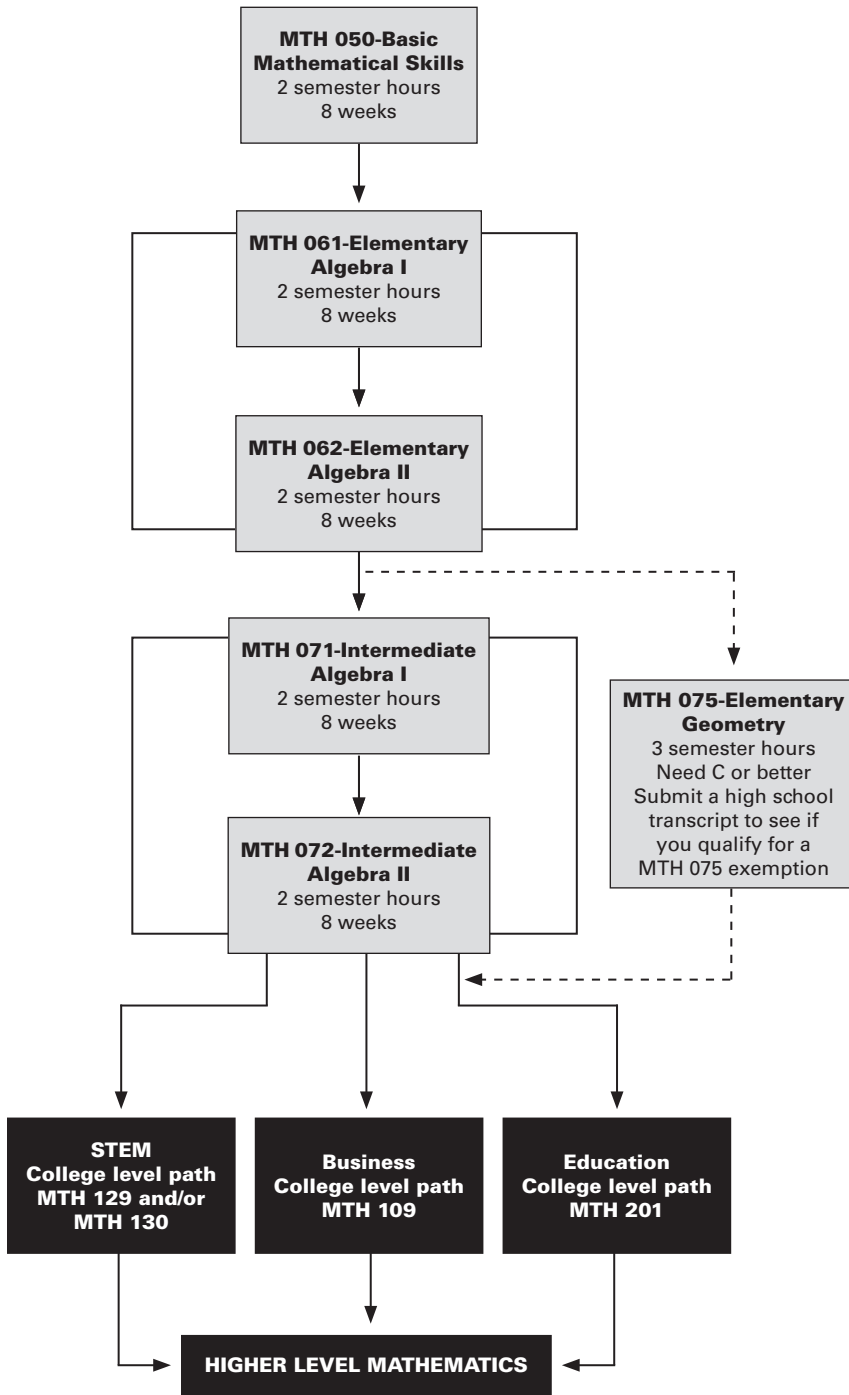 MTH 050-Basic
Mathematical Skills
2 semester hours
8 weeks
MTH 061-Elementary
Algebra I
2 semester hours
8 weeks
MTH 062-Elementary
Algebra II
2 semester hours
8 weeks
MTH 071-Intermediate
Algebra I
2 semester hours
8 weeks
MTH 075-Elementary
Geometry
3 semester hours
Need C or better
Submit a high school
transcript to see if
you qualify for a
MTH 075 exemption
MTH 072-Intermediate
Algebra II
2 semester hours
8 weeks
STEM
College level path
MTH 129 and/or
MTH 130
Business
College level path
MTH 109
Education
College level path
MTH 201
HIGHER LEVEL MATHEMATICS